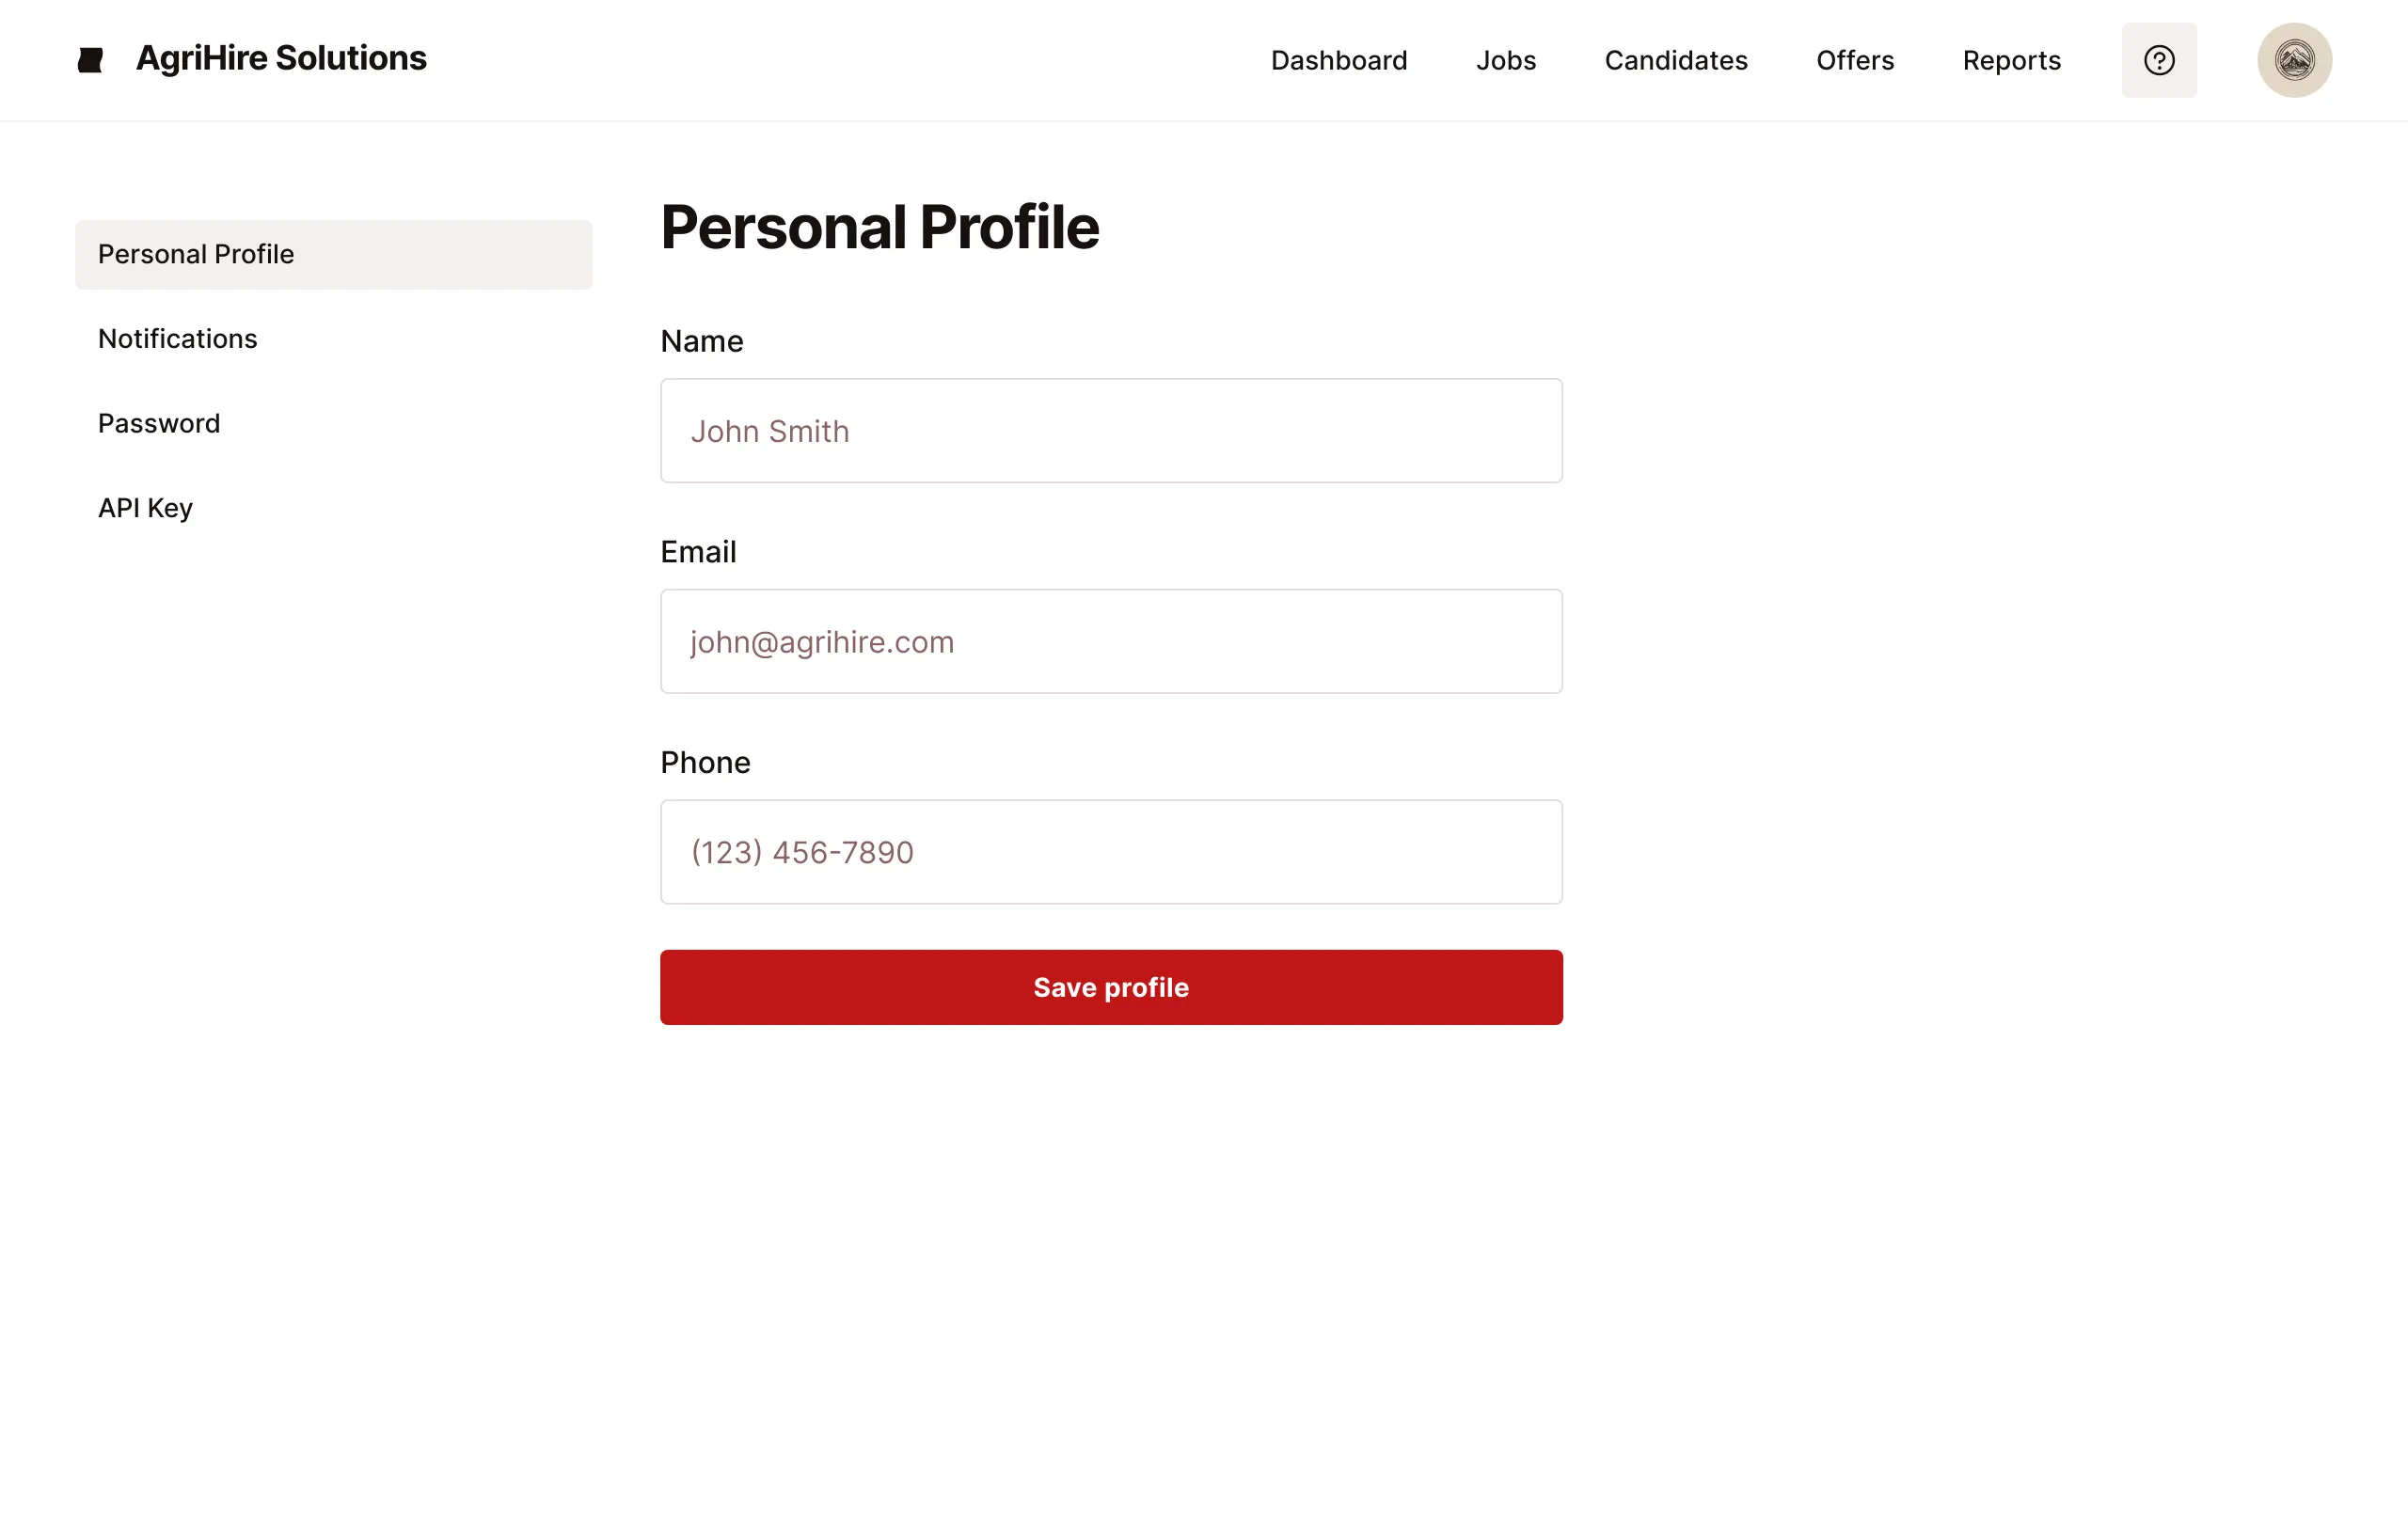 AgriHire Solutions
Dashboard
Jobs
Candidates
Offers
Reports
Personal Profile
Notifications
Password
API Key
Personal Profile
Name
John Smith
Email
john@agrihire.com
Phone
(123) 456-7890
Save profile